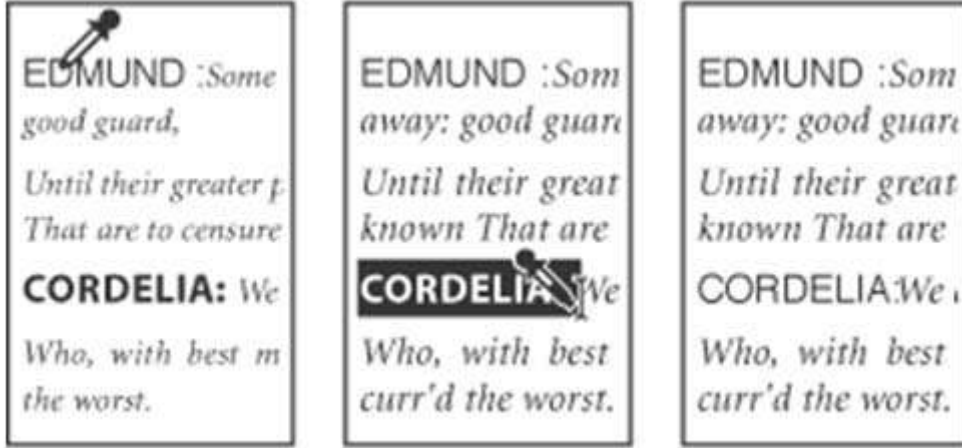 EDMUND :Some
good guard,
Until their greater p
That are to censure
CORDELIA: We
Who, with best m
the worst.
EDMUND :Som
away: good guar
Until their great
known That are
CORDELIA: We
Who, with best
curr'd the worst.
EDMUND :Som
away: good guar
Until their great
known That are
CORDELIA:We
Who, with best
curr'd the worst.